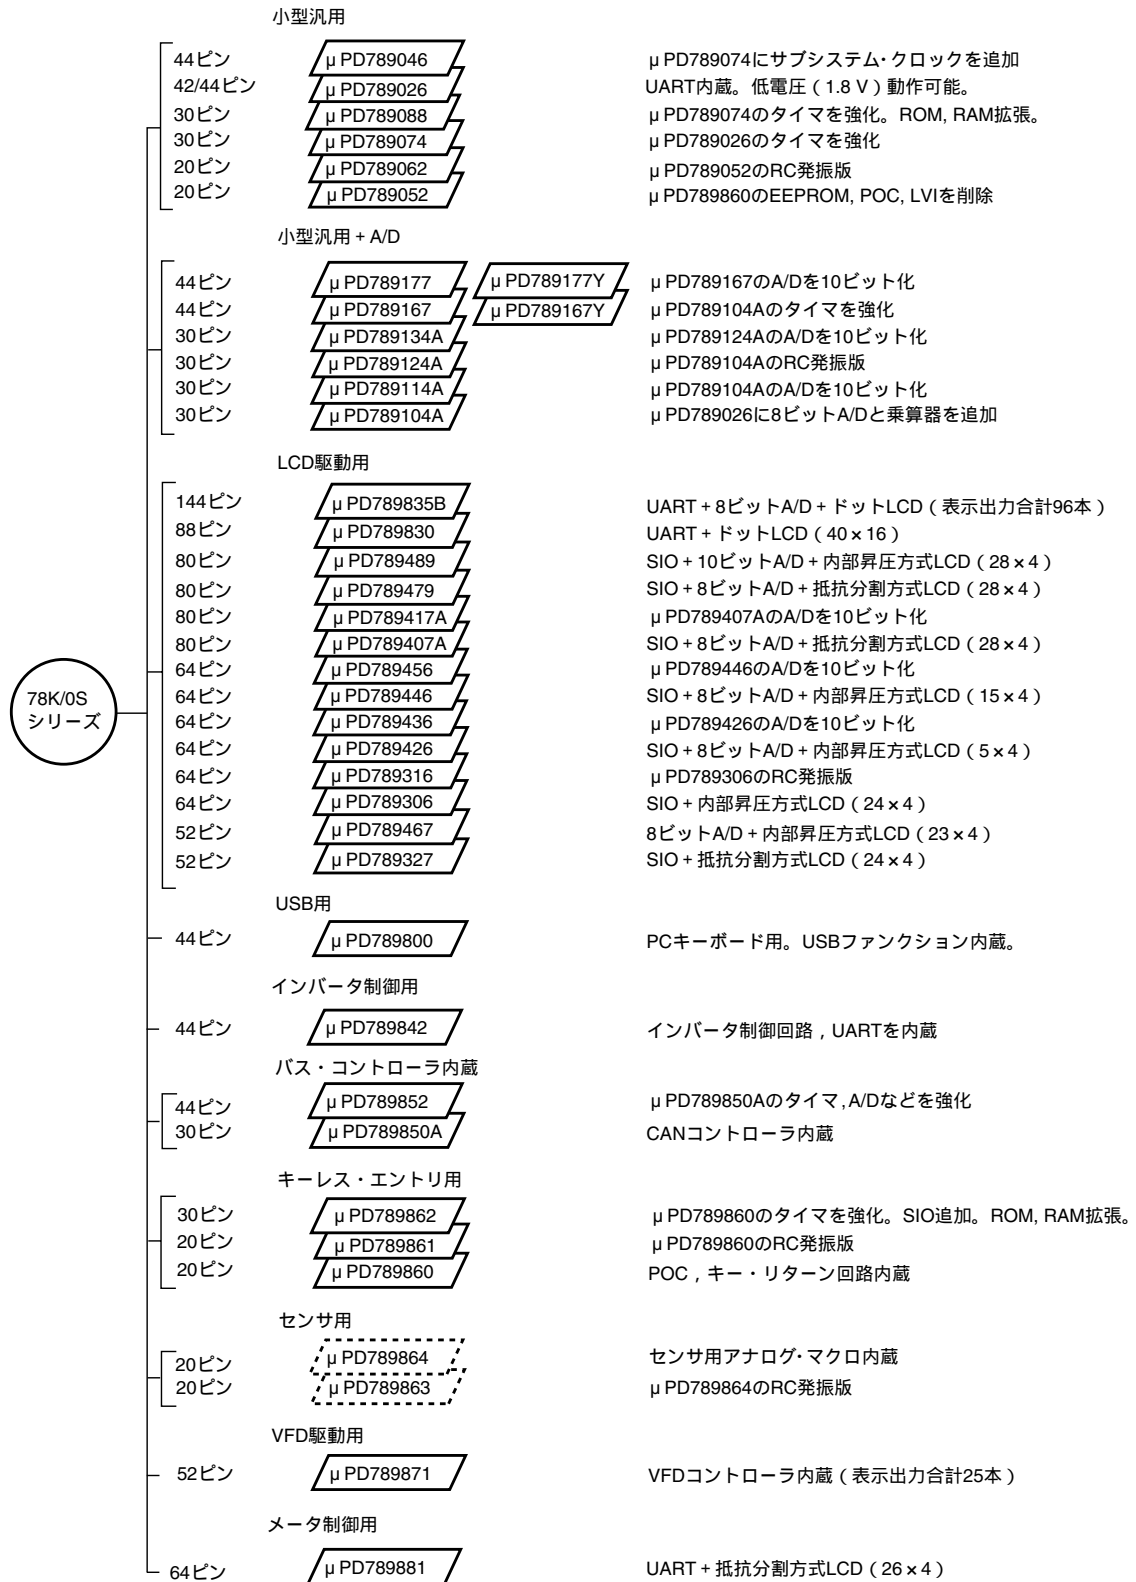 小型汎用
44ピン μPD789046 μPD789074にサブシステム・クロックを追加
42/44ピン μPD789026 UART内蔵。低電圧（1.8 V）動作可能。
30ピン μPD789088 μPD789074のタイマを強化。ROM, RAM拡張。
30ピン μPD789074 μPD789026のタイマを強化
20ピン μPD789062 μPD789052のRC発振版
20ピン μPD789052 μPD789860のEEPROM, POC, LVIを削除
小型汎用 + A/D
44ピン μPD789177 μPD789177Y μPD789167のA/Dを10ビット化
44ピン μPD789167 μPD789167Y μPD789104Aのタイマを強化
30ピン μPD789134A μPD789124AのA/Dを10ビット化
30ピン μPD789124A μPD789104AのRC発振版
30ピン μPD789114A μPD789104AのA/Dを10ビット化
30ピン μPD789104A μPD789026に8ビットA/Dと乗算器を追加
LCD駆動用
144ピン μPD789835B UART + 8ビットA/D + ドットLCD（表示出力合計96本）
88ピン μPD789830 UART + ドットLCD（40×16）
80ピン μPD789489 SIO + 10ビットA/D + 内部昇圧方式LCD（28×4）
80ピン μPD789479 SIO + 8ビットA/D + 抵抗分割方式LCD（28×4）
80ピン μPD789417A μPD789407AのA/Dを10ビット化
80ピン μPD789407A SIO + 8ビットA/D + 抵抗分割方式LCD（28×4）
64ピン μPD789456 μPD789446のA/Dを10ビット化
64ピン μPD789446 SIO + 8ビットA/D + 内部昇圧方式LCD（15×4）
64ピン μPD789436 μPD789426のA/Dを10ビット化
64ピン μPD789426 SIO + 8ビットA/D + 内部昇圧方式LCD（5×4）
64ピン μPD789316 μPD789306のRC発振版
64ピン μPD789306 SIO + 内部昇圧方式LCD（24×4）
52ピン μPD789467 8ビットA/D + 内部昇圧方式LCD（23×4）
52ピン μPD789327 SIO + 抵抗分割方式LCD（24×4）
78K/0S
シリーズ
USB用
44ピン μPD789800 PCキーボード用。USBファンクション内蔵。
インバータ制御用
44ピン μPD789842 インバータ制御回路，UARTを内蔵
バス・コントローラ内蔵
44ピン μPD789852 μPD789850Aのタイマ, A/Dなどを強化
30ピン μPD789850A CANコントローラ内蔵
キーレス・エントリ用
30ピン μPD789862 μPD789860のタイマを強化。SIO追加。ROM, RAM拡張。
20ピン μPD789861 μPD789860のRC発振版
20ピン μPD789860 POC，キー・リターン回路内蔵
センサ用
20ピン μPD789864 センサ用アナログ・マクロ内蔵
20ピン μPD789863 μPD789864のRC発振版
VFD駆動用
52ピン μPD789871 VFDコントローラ内蔵（表示出力合計25本）
メータ制御用
64ピン μPD789881 UART + 抵抗分割方式LCD（26×4）